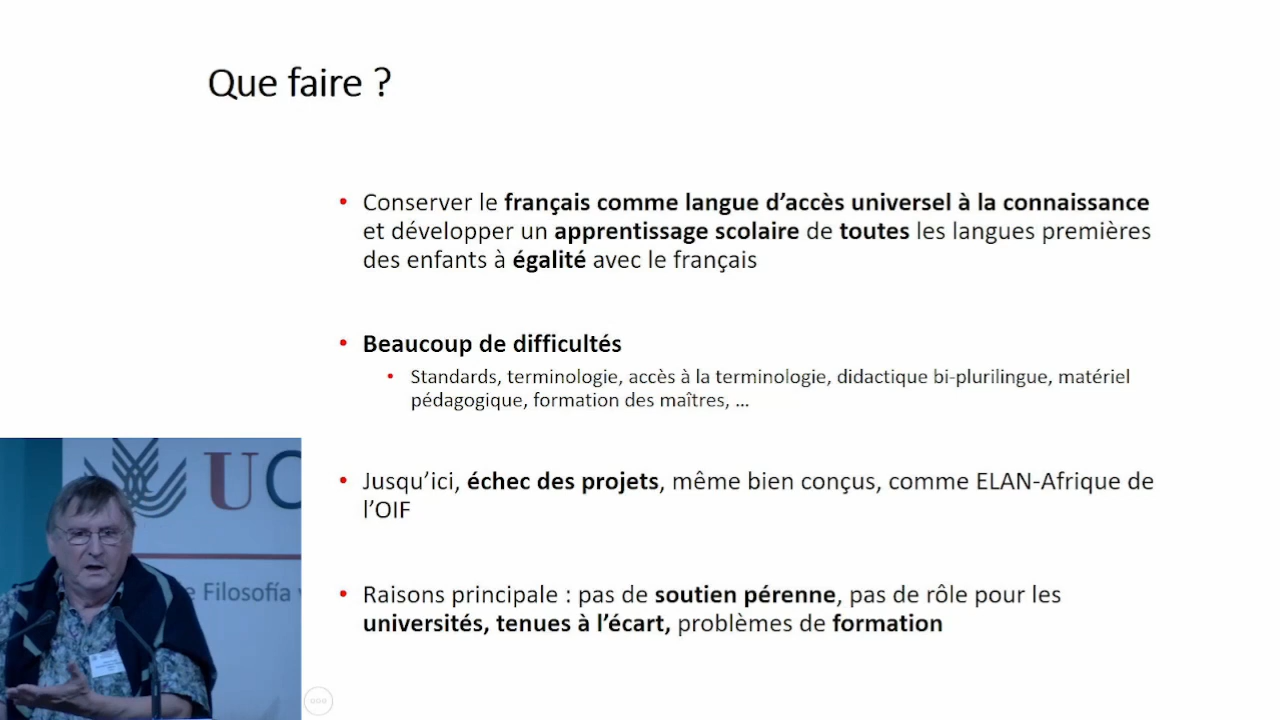 Que faire ?
• Conserver le français comme langue d’accès universel à la connaissance
et développer un apprentissage scolaire de toutes les langues premières
des enfants à égalité avec le français
• Beaucoup de difficultés
• Standards, terminologie, accès à la terminologie, didactique bi-plurilingue, matériel
pédagogique, formation des maîtres, …
• Jusqu’ici, échec des projets, même bien conçus, comme ELAN-Afrique de
l’OIF
• Raisons principale : pas de soutien pérenne, pas de rôle pour les
universités, tenues à l’écart, problèmes de formation
U
e Filosofía